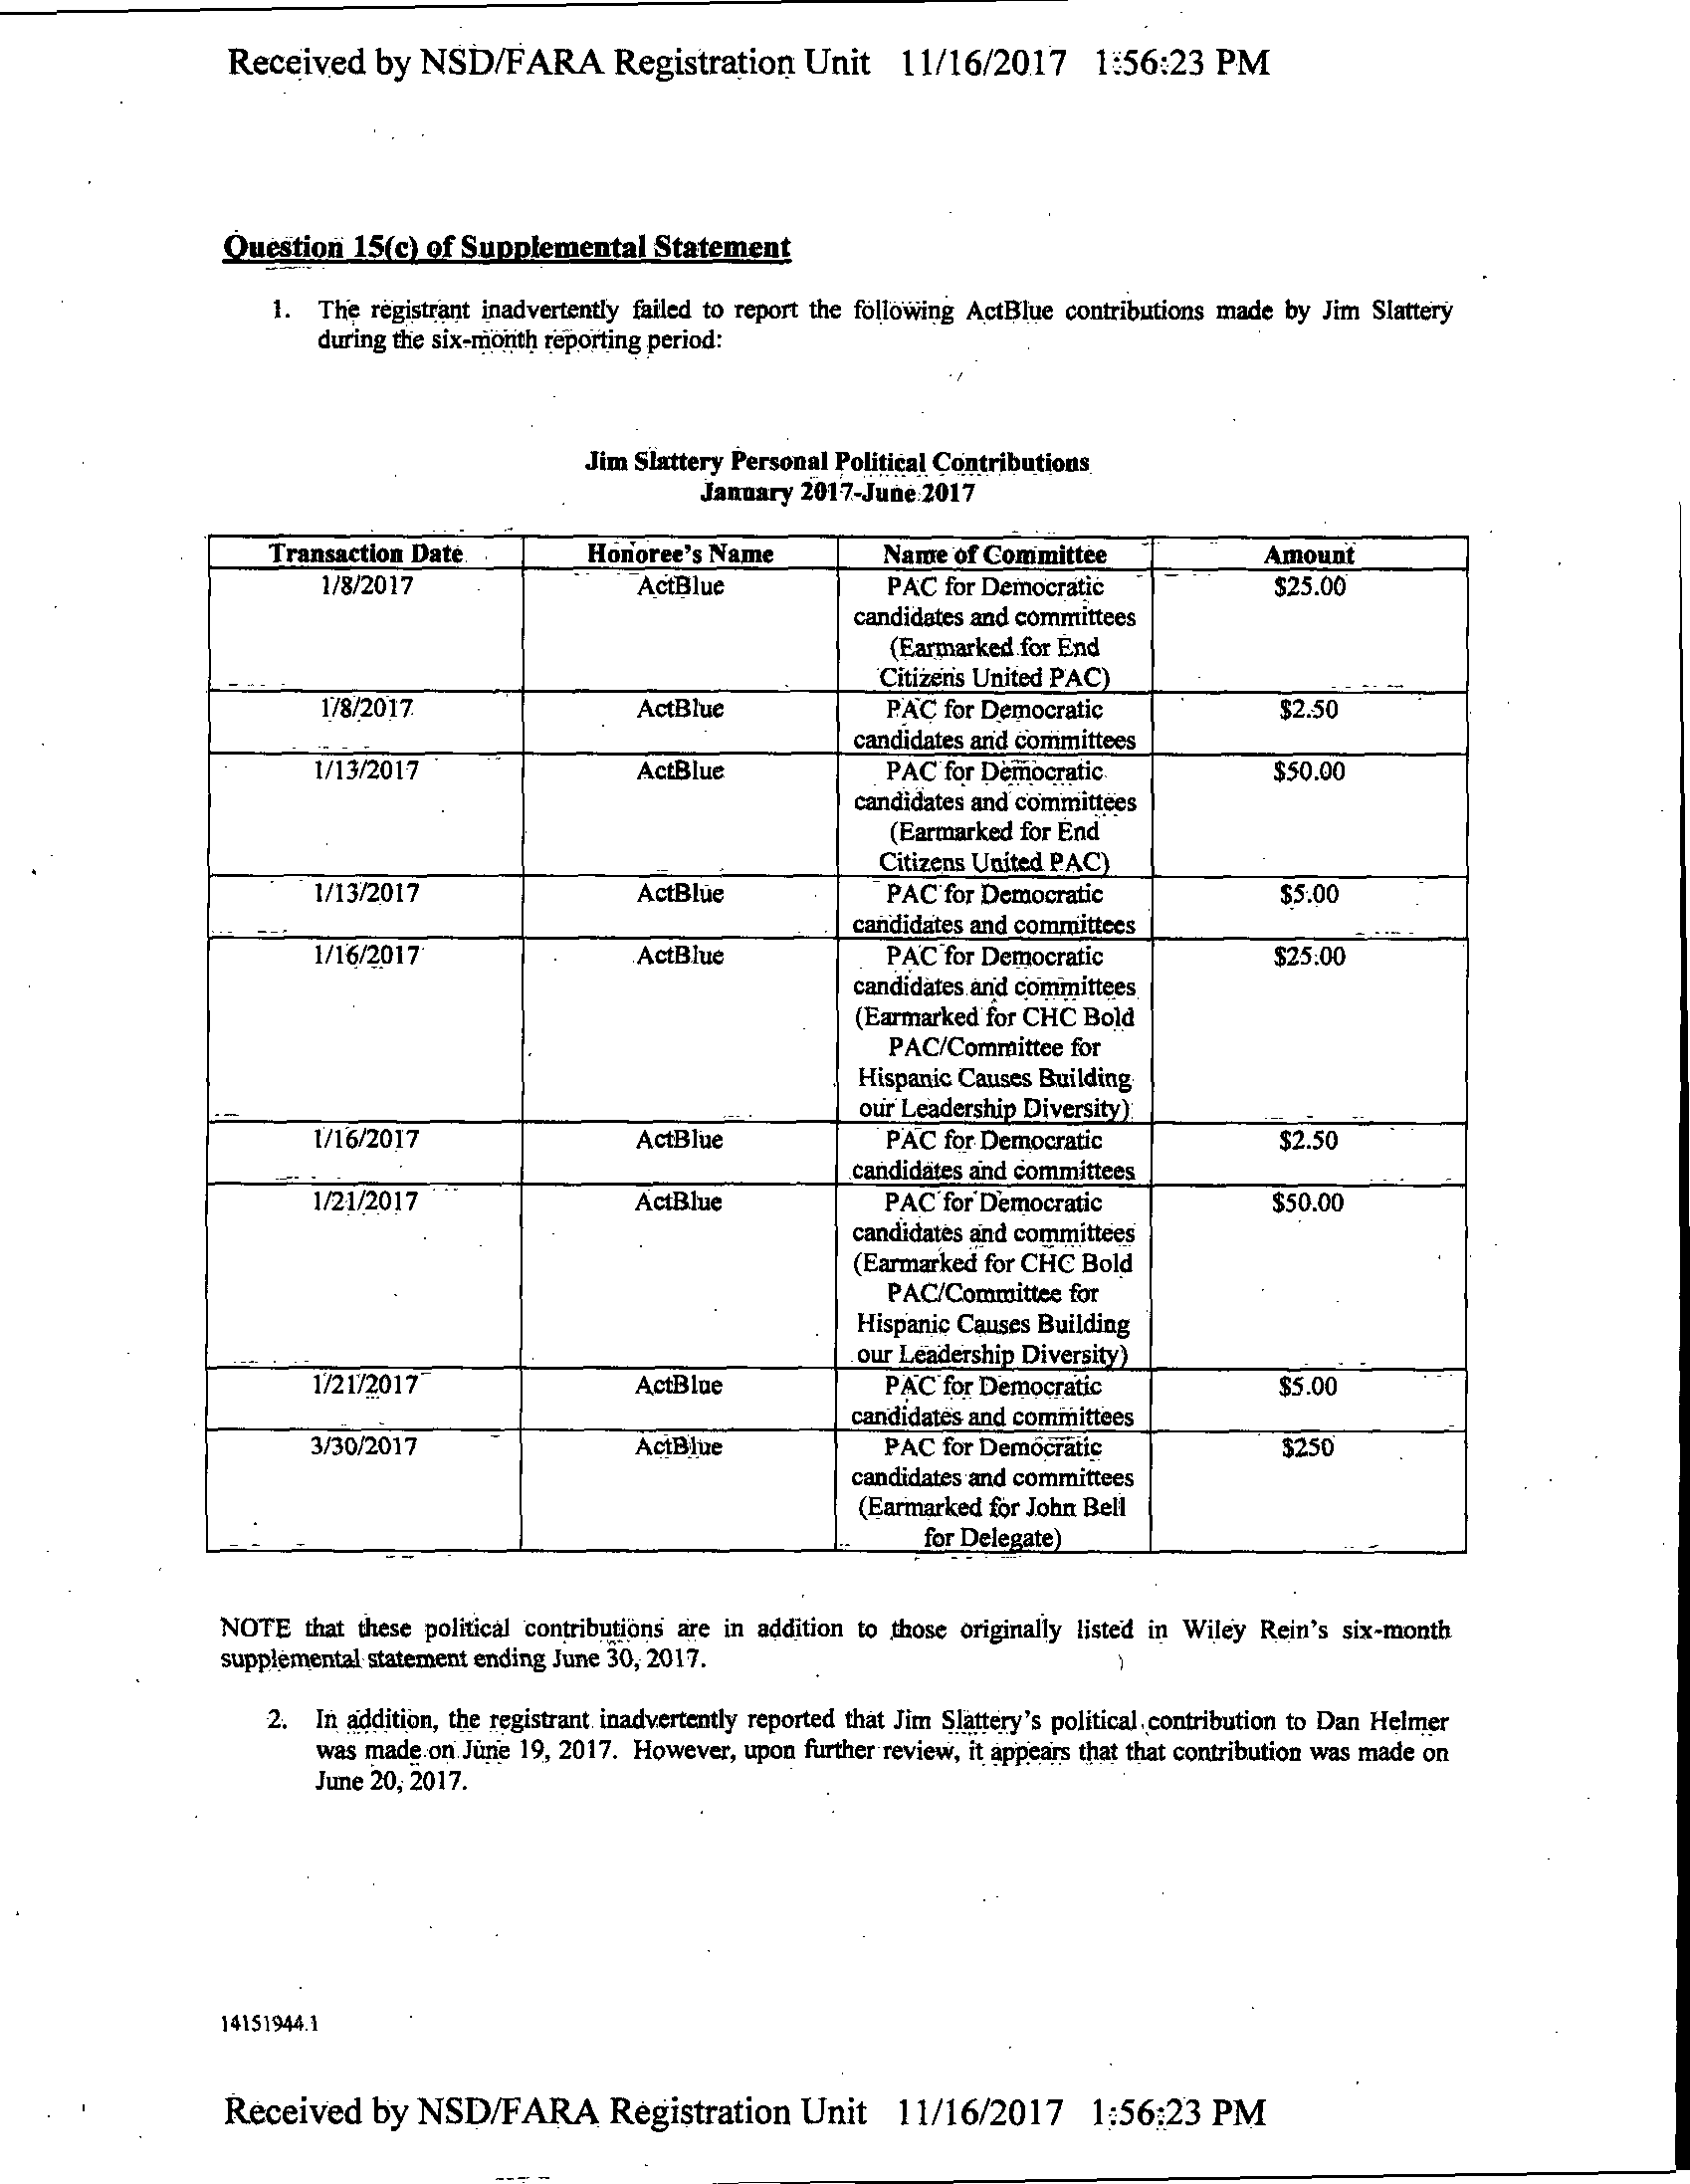 Received by NSD/FARA Registration Unit 11/16/2017 1:56:23 PM
Question 15(c) of Supplemental Statement
1. The registrant inadvertently failed to report the following ActBlue contributions made by Jim Slattery
during the six-month reporting period:
Jim Slattery Personal Political Contributions
January 2017-June 2017
Transaction Date Honoree's Name Name of Committee Amount
1/8/2017 ActBlue PAC for Democratic $25.00
candidates and committees
(Earmarked for End
Citizens United PAC)
1/8/2017 ActBlue PAC for Democratic $2.50
candidates and committees
1/13/2017 ActBlue PAC for Democratic $50.00
candidates and committees
(Earmarked for End
Citizens United PAC)
1/13/2017 ActBlue PAC for Democratic $5.00
candidates and committees
1/16/2017 ActBlue PAC for Democratic $25.00
candidates and committees
(Earmarked for CHC Bold
PAC/Committee for
Hispanic Causes Building
our Leadership Diversity)
1/16/2017 ActBlue PAC for Democratic $2.50
candidates and committees
1/21/2017 ActBlue PAC for Democratic $50.00
candidates and committees
(Earmarked for CHC Bold
PAC/Committee for
Hispanic Causes Building
our Leadership Diversity)
1/21/2017 ActBlue PAC for Democratic $5.00
candidates and committees
3/30/2017 ActBlue PAC for Democratic $250
candidates and committees
(Earmarked for John Bell
for Delegate)
NOTE that these political contributions are in addition to those originally listed in Wiley Rein's six-month
supplemental statement ending June 30, 2017.
2. In addition, the registrant inadvertently reported that Jim Slattery's political contribution to Dan Helmer
was made on June 19, 2017. However, upon further review, it appears that that contribution was made on
June 20, 2017.
14151944.1
Received by NSD/FARA Registration Unit 11/16/2017 1:56:23 PM